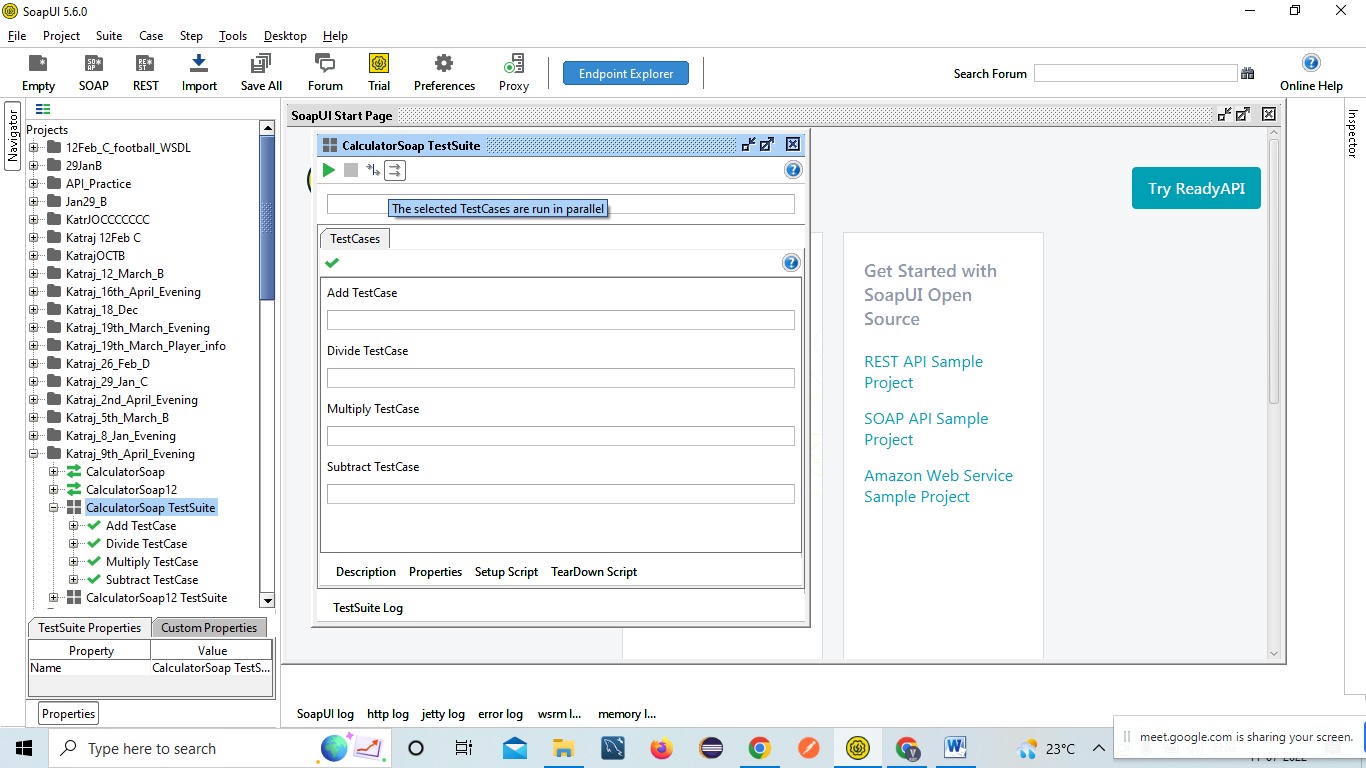 SoapUI 5.6.0
File Project Suite Case Step Tools Desktop Help
Empty SOAP REST Import Save All Forum Trial Preferences Proxy Endpoint Explorer Search Forum Online Help
Navigator
Projects
12Feb_C_football_WSDL
29JanB
API_Practice
Jan29_B
KatrJOCCCCCCC
Katraj 12Feb C
KatrajOCTB
Katraj_12_March_B
Katraj_16th_April_Evening
Katraj_18_Dec
Katraj_19th_March_Evening
Katraj_19th_March_Player_info
Katraj_26_Feb_D
Katraj_29_Jan_C
Katraj_2nd_April_Evening
Katraj_5th_March_B
Katraj_8_Jan_Evening
Katraj_9th_April_Evening
CalculatorSoap
CalculatorSoap12
CalculatorSoap TestSuite
Add TestCase
Divide TestCase
Multiply TestCase
Subtract TestCase
CalculatorSoap12 TestSuite
TestSuite Properties Custom Properties
Property Value
Name CalculatorSoap TestS...
Properties
SoapUI Start Page
CalculatorSoap TestSuite
The selected TestCases are run in parallel
TestCases
Add TestCase
Divide TestCase
Multiply TestCase
Subtract TestCase
Description Properties Setup Script TearDown Script
TestSuite Log
Try ReadyAPI
Get Started with
SoapUI Open
Source
REST API Sample
Project
SOAP API Sample
Project
Amazon Web Service
Sample Project
Inspector
SoapUI log http log jetty log error log wsrm l... memory l...
Type here to search
23°C
meet.google.com is sharing your screen.